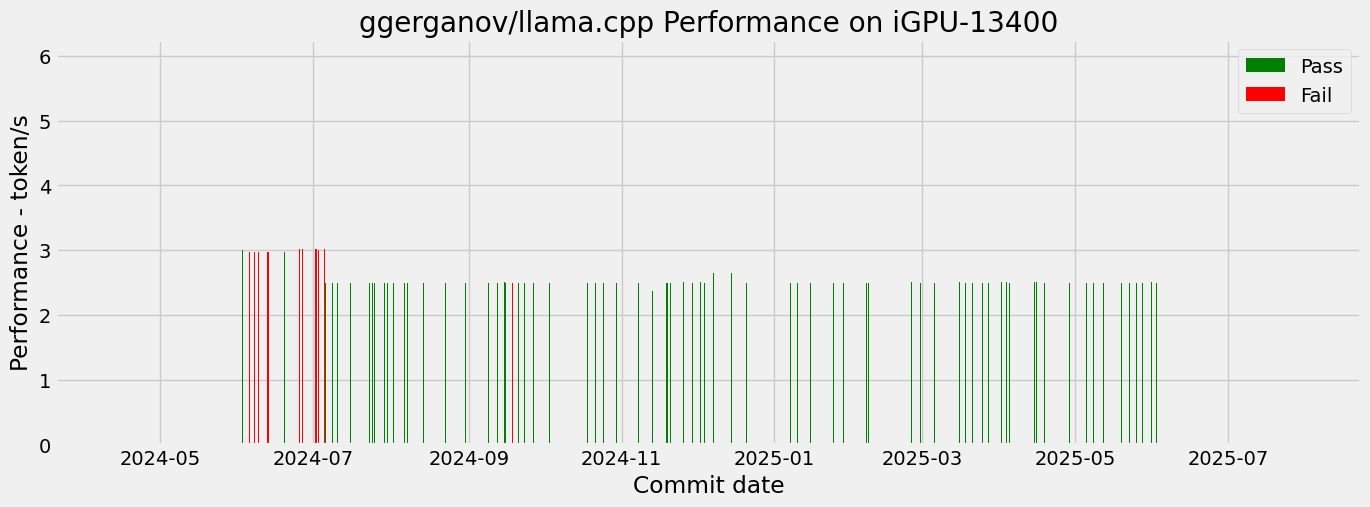 ggerganov/llama.cpp Performance on iGPU-13400
Performance - token/s
6
5
4
3
2
1
0
Pass
Fail
2024-05 2024-07 2024-09 2024-11 2025-01 2025-03 2025-05 2025-07
Commit date